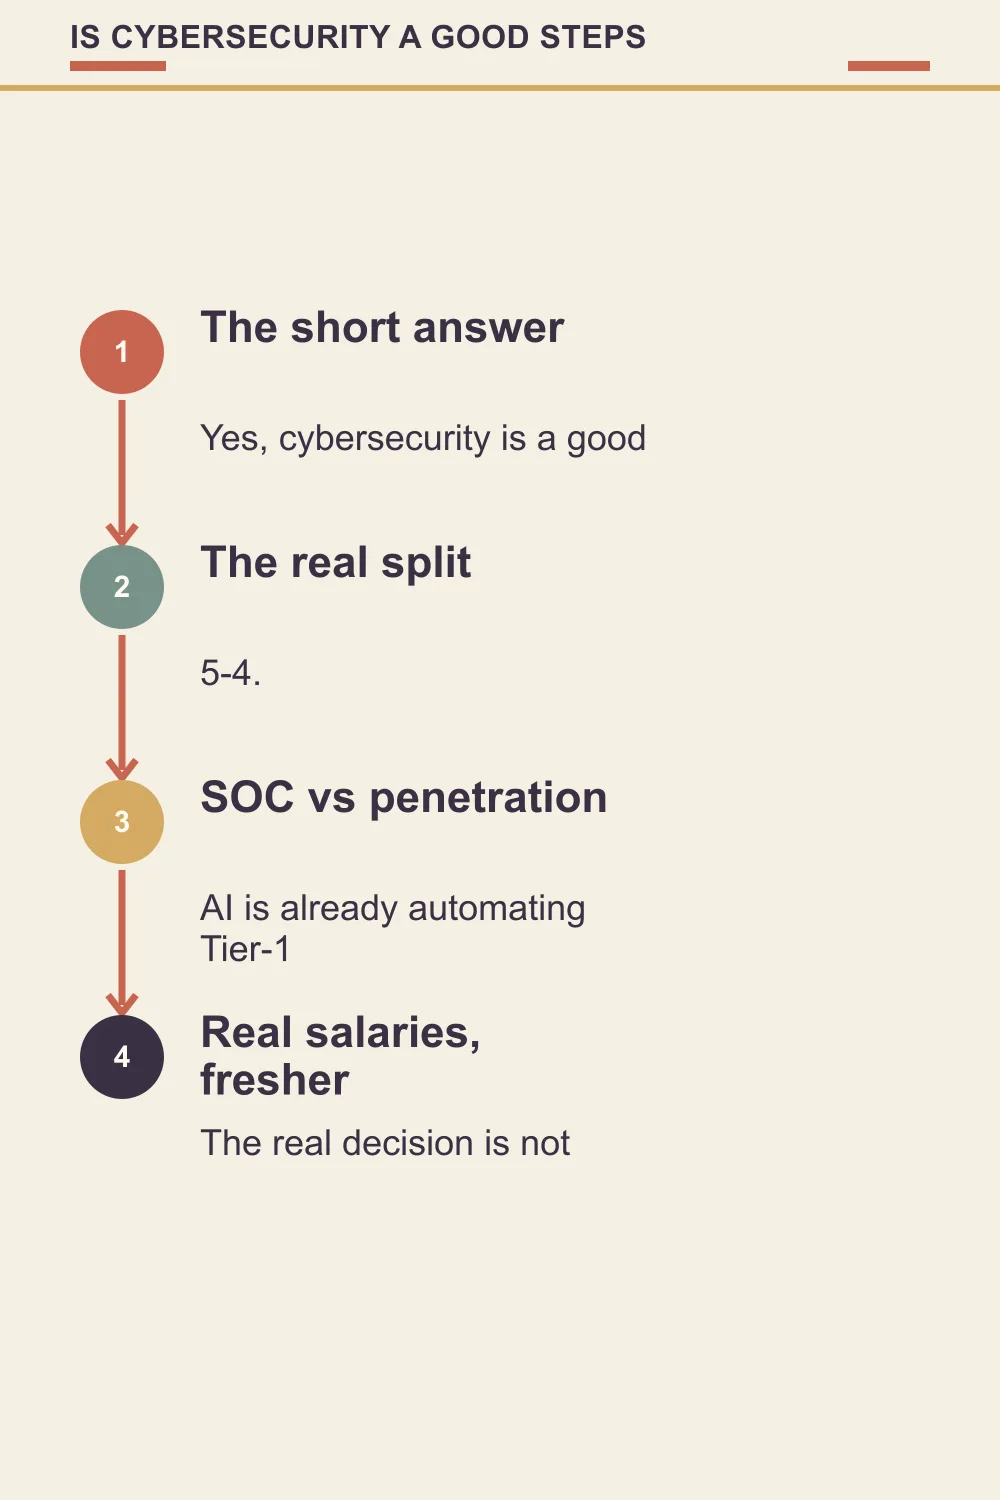 IS CYBERSECURITY A GOOD STEPS
1
The short answer
Yes, cybersecurity is a good
2
The real split
5-4.
3
SOC vs penetration
AI is already automating
Tier-1
4
Real salaries,
fresher
The real decision is not